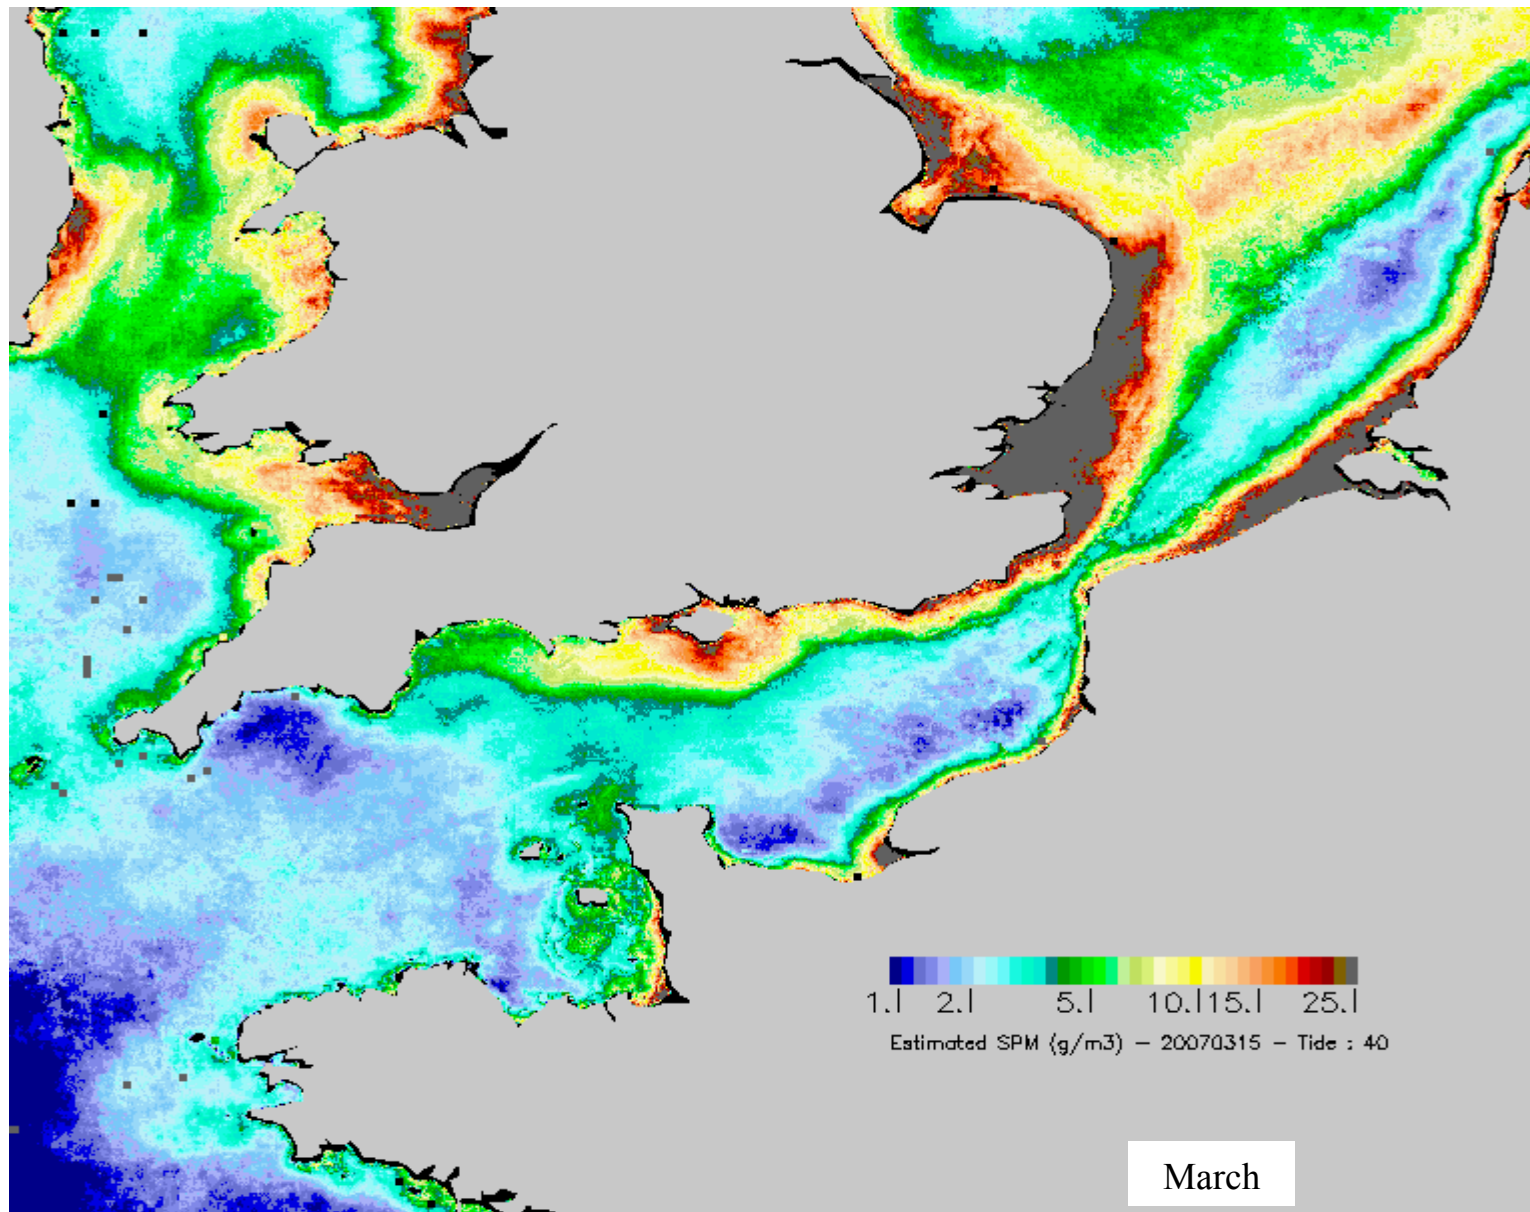 1.| 2.| 5.| 10.|15.| 25.|
Estimated SPM (g/m3) – 20070315 – Tide : 40
March